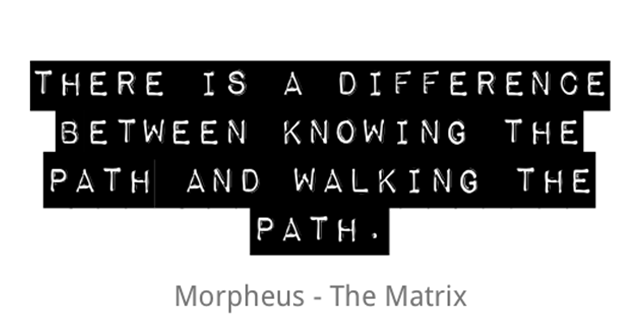 THERE IS A DIFFERENCE
BETWEEN KNOWING THE
PATH AND WALKING THE
PATH.
Morpheus - The Matrix